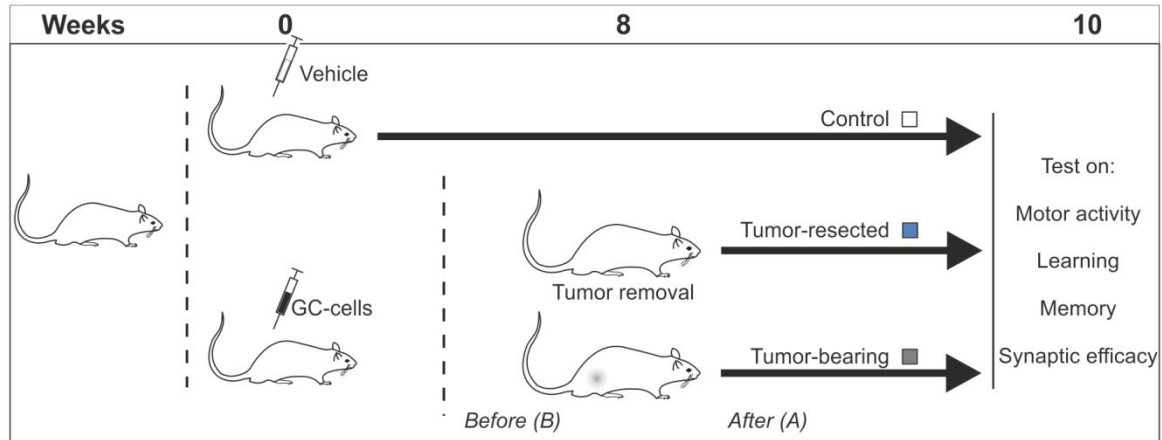 Weeks 0 8 10
Vehicle
Control
Test on:
Motor activity
Tumor-resected
Learning
Tumor removal
GC-cells
Memory
Tumor-bearing
Synaptic efficacy
Before (B) After (A)